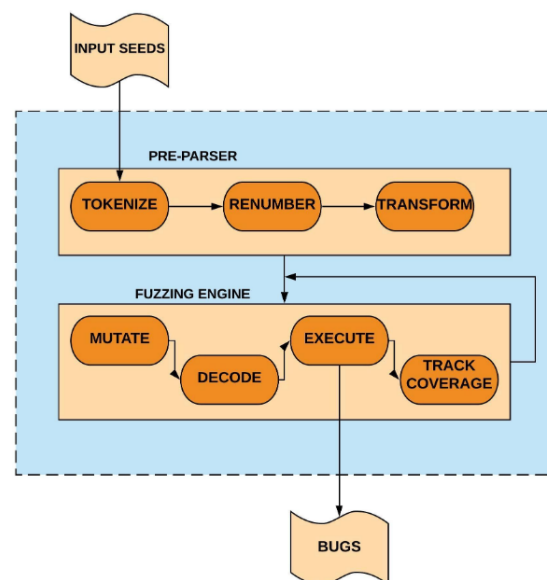 INPUT SEEDS
PRE-PARSER
TOKENIZE
RENUMBER
TRANSFORM
FUZZING ENGINE
MUTATE
DECODE
EXECUTE
TRACK
COVERAGE
BUGS